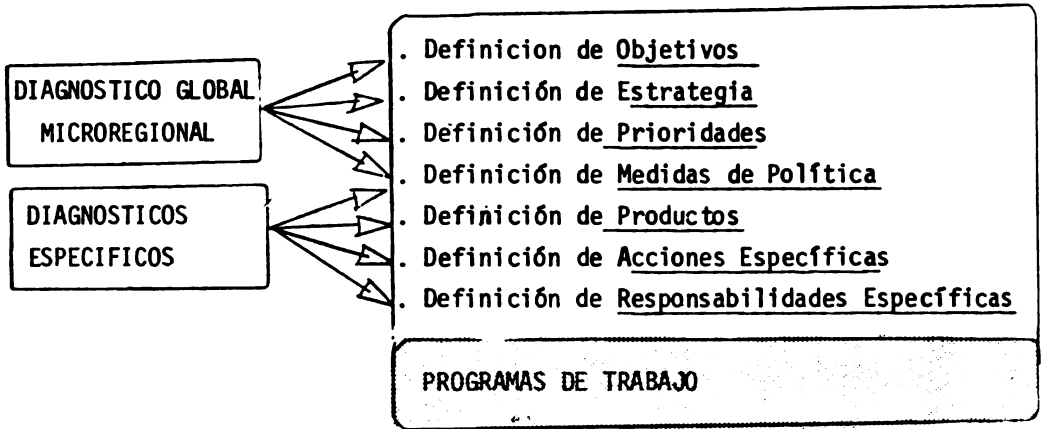 DIAGNOSTICO GLOBAL
MICROREGIONAL
DIAGNOSTICOS
ESPECIFICOS
. Definicion de Objetivos
. Definición de Estrategia
. Definición de Prioridades
. Definición de Medidas de Política
. Definición de Productos
. Definición de Acciones Específicas
. Definición de Responsabilidades Específicas
PROGRAMAS DE TRABAJO